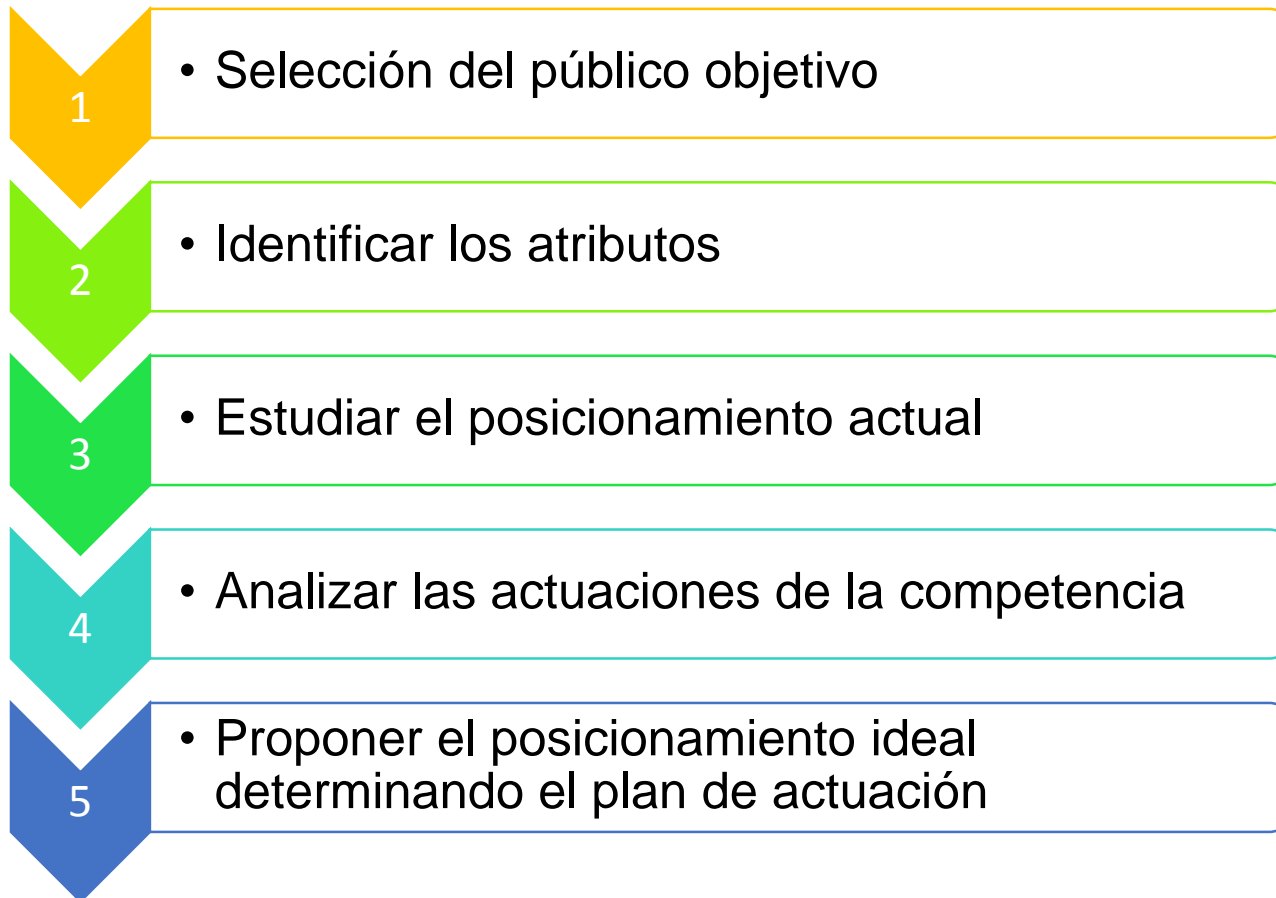 1
• Selección del público objetivo
2
• Identificar los atributos
3
• Estudiar el posicionamiento actual
4
• Analizar las actuaciones de la competencia
5
• Proponer el posicionamiento ideal
determinando el plan de actuación